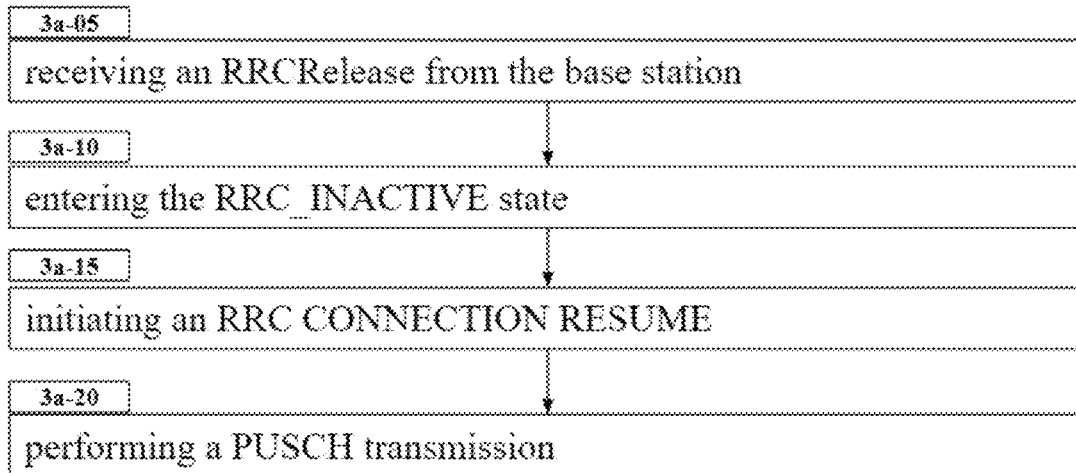 3a-05
receiving an RRCRelease from the base station
3a-10
entering the RRC_INACTIVE state
3a-15
initiating an RRC CONNECTION RESUME
3a-20
performing a PUSCH transmission